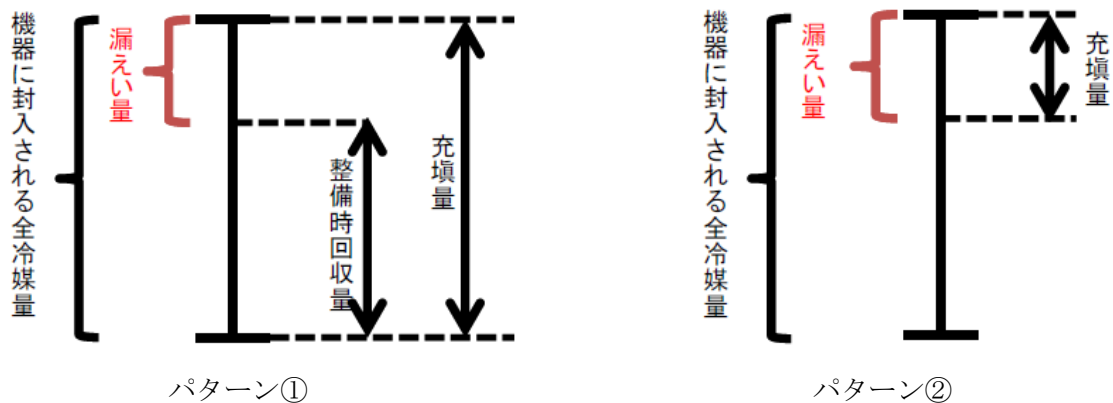 機器に封入される全冷媒量
漏えい量
整備時回収量
充塡量
パターン①
機器に封入される全冷媒量
漏えい量
充塡量
パターン②